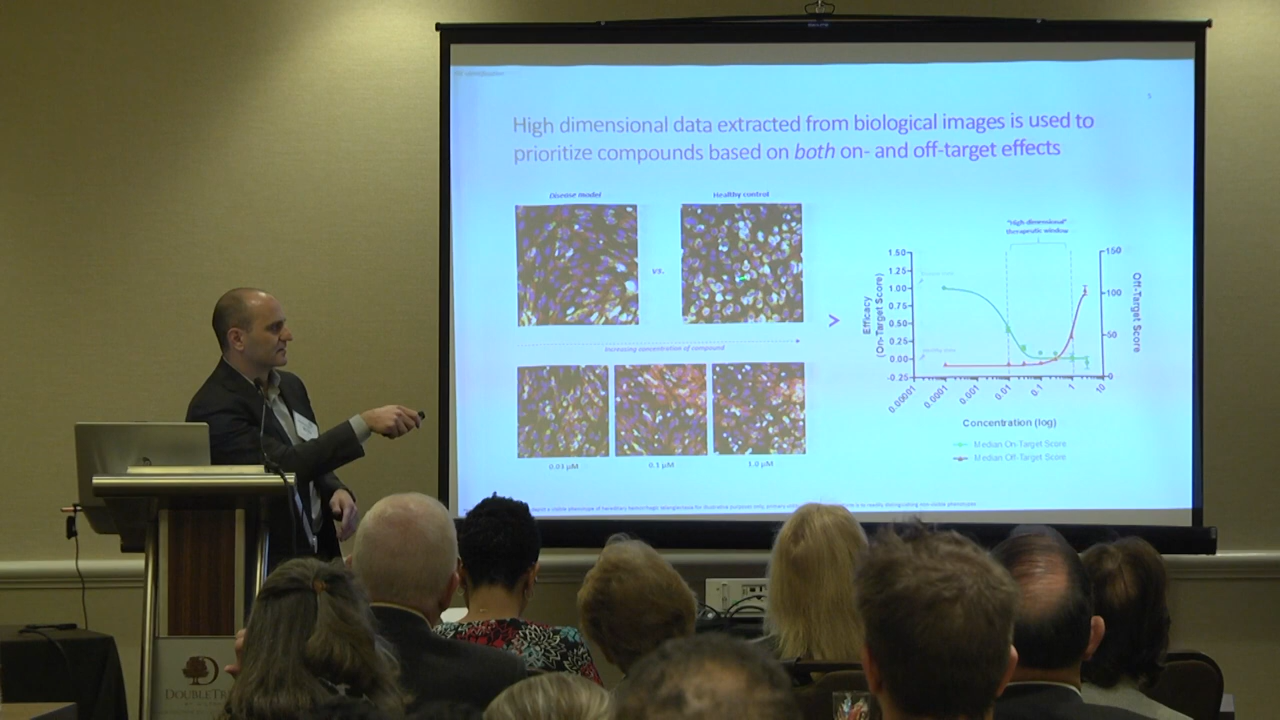 5
High dimensional data extracted from biological images is used to
prioritize compounds based on both on- and off-target effects
Disease model
Healthy control
vs.
>
Increasing concentration of compound
0.1 µM
1.0 µM
"High-dimensional"
therapeutic window
1.50
1.25
1.00
0.75
0.50
0.25
0.00
-0.25
Efficacy
(On-Target Score)
150
100
50
0
Off-Target Score
0.00001
0.0001
0.001
0.01
0.1
1
10
Concentration (log)
Median On-Target Score
Median Off-Target Score
DOUBLETR